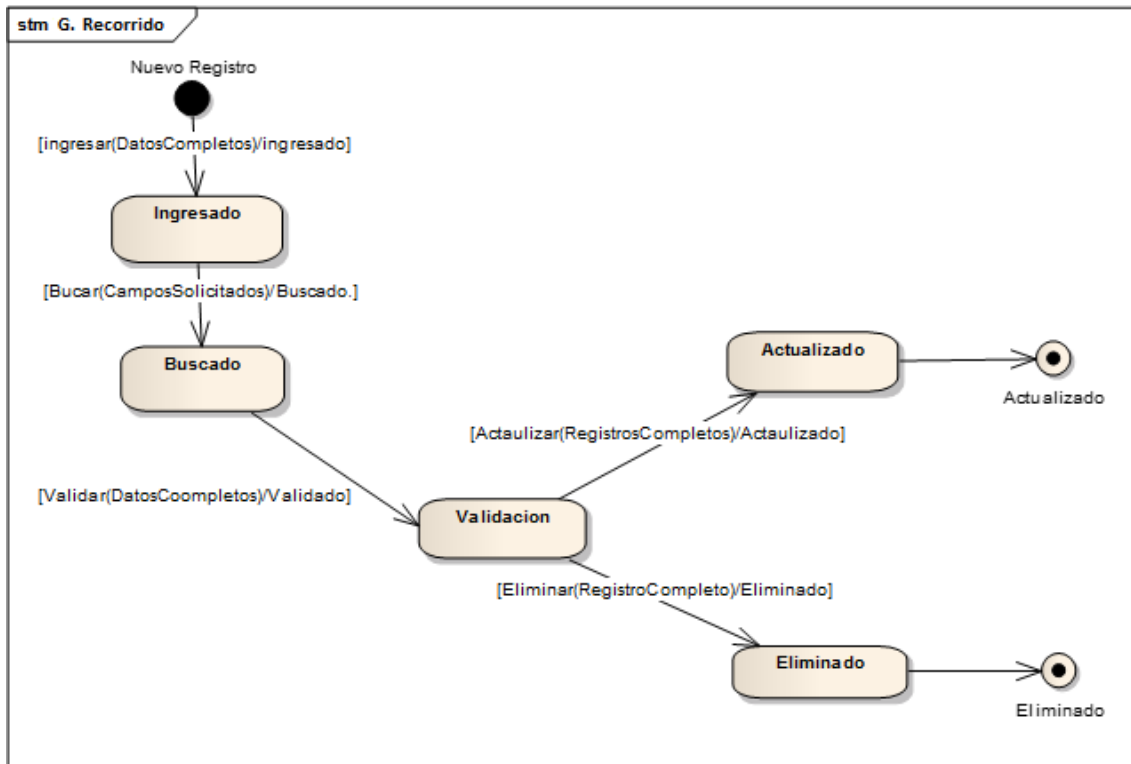 stm G. Recorrido
Nuevo Registro
[ingresar(DatosCompletos)/ingresado]
Ingresado
[Bucar(CamposSolicitados)/Buscado.]
Buscado
Actualizado
Actualizado
[Actaulizar(RegistrosCompletos)/Actaulizado]
[Validar(DatosCoompletos)/Validado]
Validacion
[Eliminar(RegistroCompleto)/Eliminado]
Eliminado
Eliminado